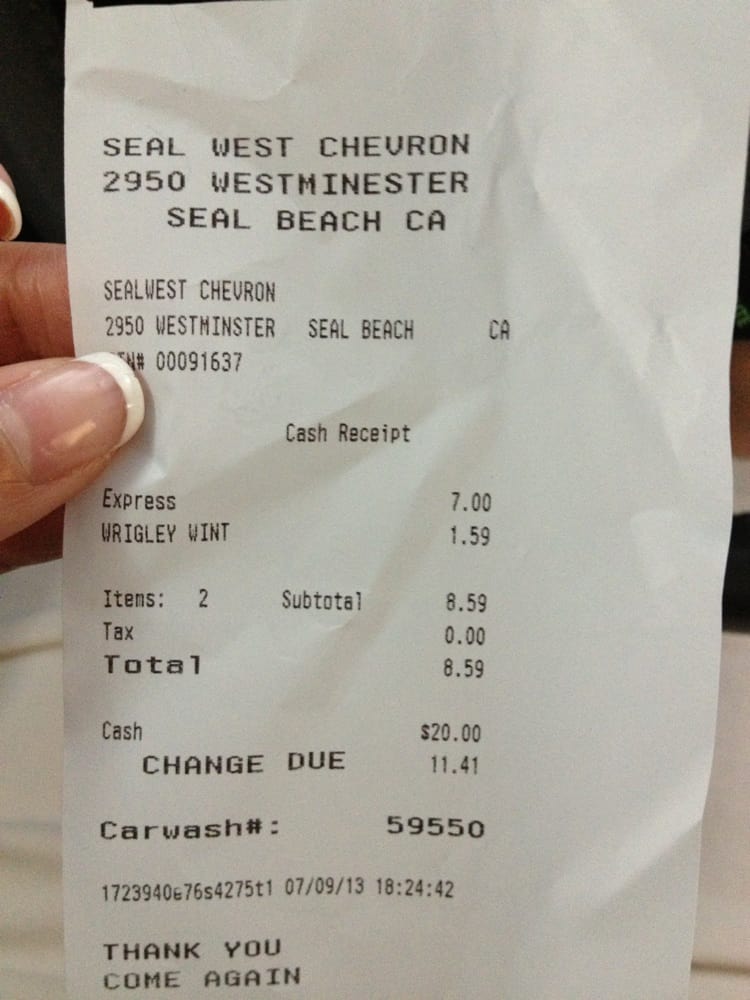 SEAL WEST CHEVRON
2950 WESTMINESTER
SEAL BEACH CA
SEALWEST CHEVRON
2950 WESTMINSTER SEAL BEACH CA
00091637
Cash Receipt
Express 7.00
WRIGLEY WINT 1.59
Items: 2 Subtotal 8.59
Tax 0.00
Total 8.59
Cash $20.00
CHANGE DUE 11.41
Carwash#: 59550
07/09/13 18:24:42
THANK YOU
COME AGAIN